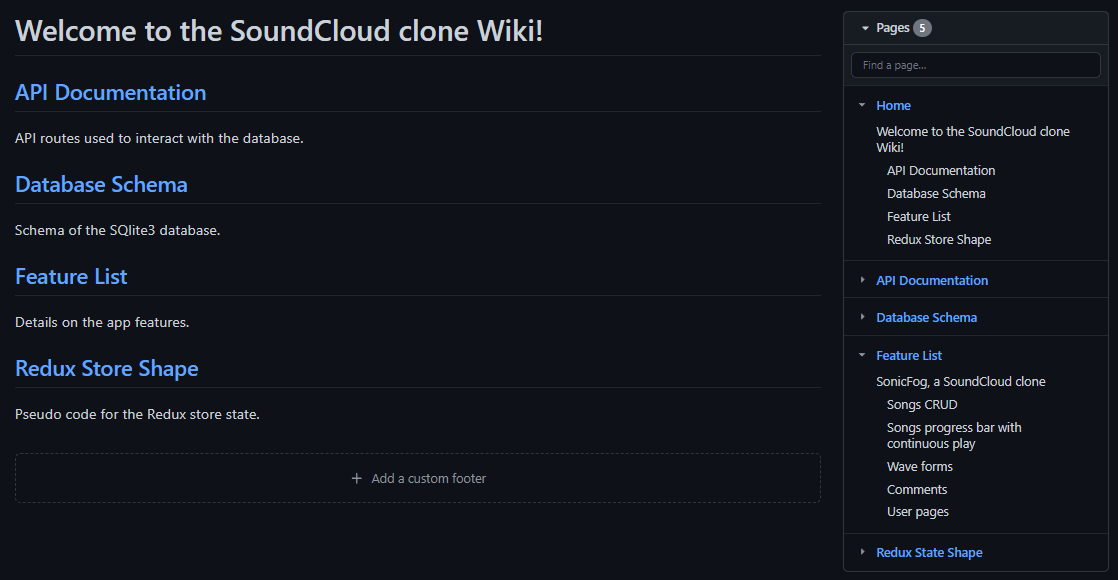 Welcome to the SoundCloud clone Wiki!
API Documentation
API routes used to interact with the database.
Database Schema
Schema of the SQlite3 database.
Feature List
Details on the app features.
Redux Store Shape
Pseudo code for the Redux store state.
Add a custom footer
Pages 5
Find a page...
Home
Welcome to the SoundCloud clone
Wiki!
API Documentation
Database Schema
Feature List
Redux Store Shape
API Documentation
Database Schema
Feature List
SonicFog, a SoundCloud clone
Songs CRUD
Songs progress bar with
continuous play
Wave forms
Comments
User pages
Redux State Shape